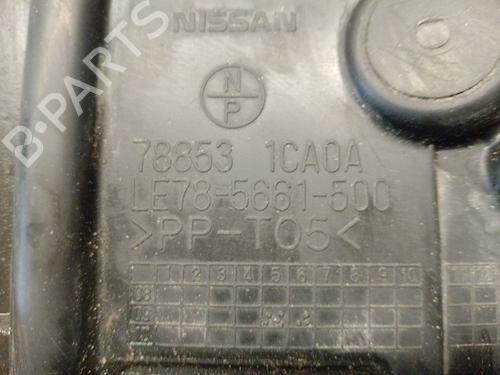 NISSAN
N
P
78853 1CA0A
LE78-5661-500
>PP-T05<
1 2 3 4 5 6 7 8 9 10 11 12
08
09
B-PARTS